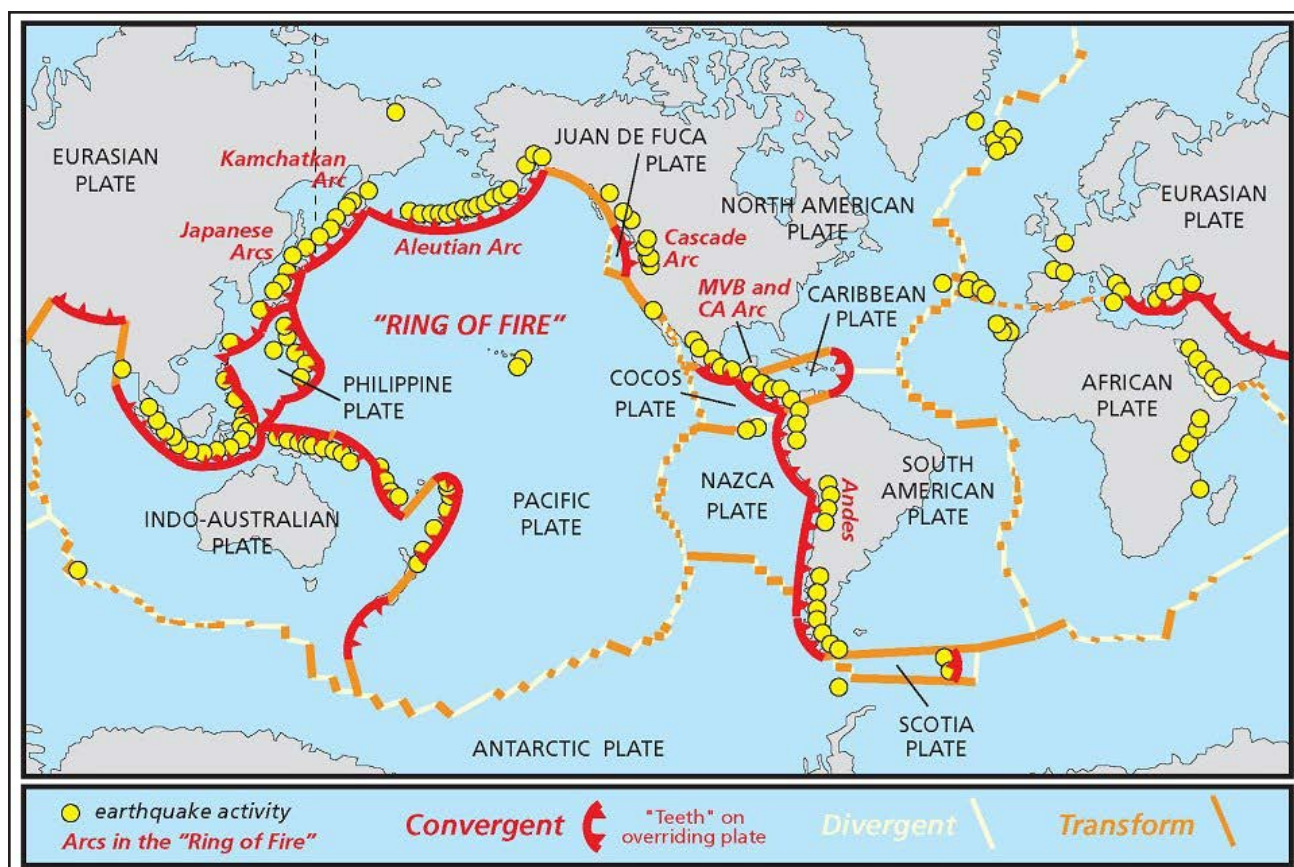 EURASIAN
PLATE
Kamchatkan
Arc
Japanese
Arcs
Aleutian Arc
JUAN DE FUCA
PLATE
NORTH AMERICAN
PLATE
Cascade
Arc
MVB and
CA Arc
CARIBBEAN
PLATE
EURASIAN
PLATE
"RING OF FIRE"
PHILIPPINE
PLATE
COCOS
PLATE
AFRICAN
PLATE
INDO-AUSTRALIAN
PLATE
PACIFIC
PLATE
NAZCA
PLATE
Andes
SOUTH
AMERICAN
PLATE
ANTARCTIC PLATE
SCOTIA
PLATE
earthquake activity
Arcs in the "Ring of Fire"
Convergent
"Teeth" on
overriding plate
Divergent
Transform